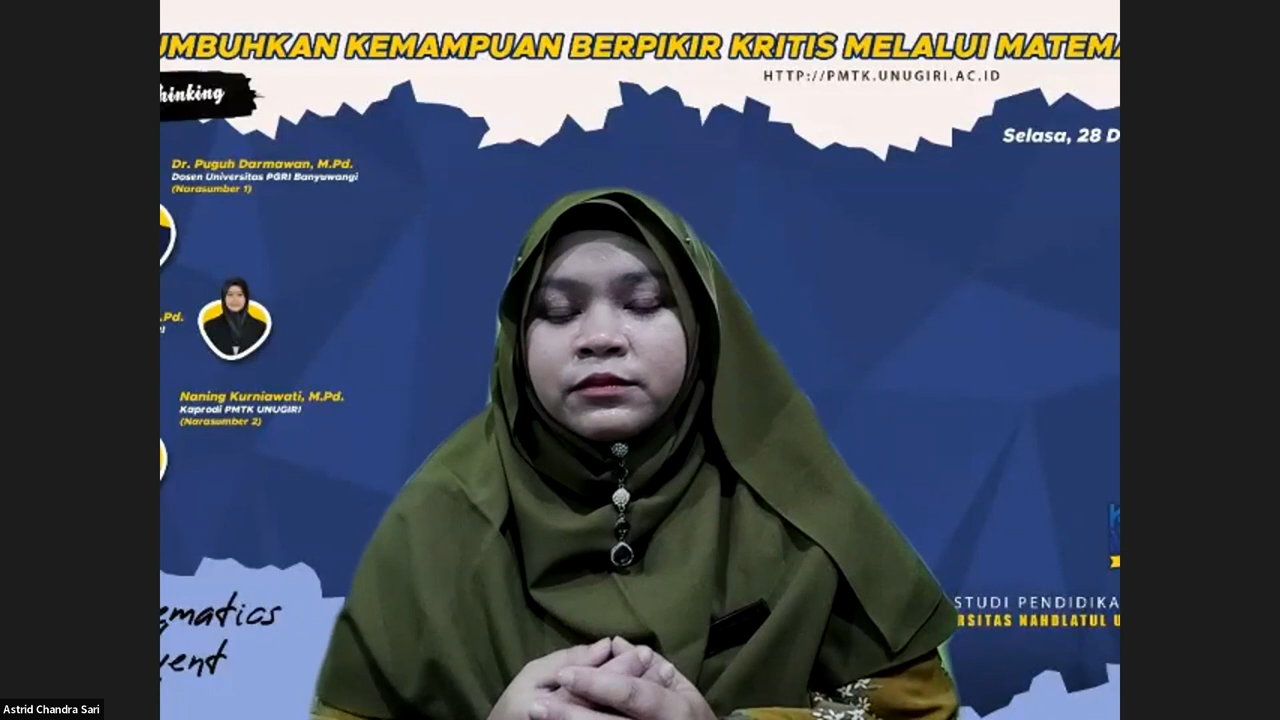 UMBUHKAN KEMAMPUAN BERPIKIR KRITIS MELALUI MATEMA
HTTP://PMTK.UNUGIRI.AC.ID
hinking
Selasa, 28 D
Dr. Puguh Darmawan, M.Pd.
Dosen Universitas PGRI Banyuwangi
(Narasumber 1)
.Pd.
Naning Kurniawati, M.Pd.
Kaprodi PMTK UNUGIRI
(Narasumber 2)
ematics
vent
STUDI PENDIDIKA
RSITAS NAHDLATUL U
Astrid Chandra Sari